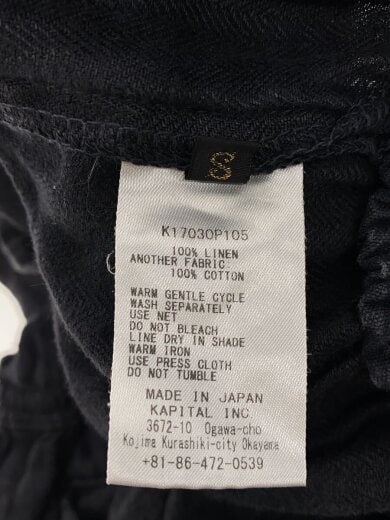 S
K1703OP105
100% LINEN
ANOTHER FABRIC
100% COTTON
WARM GENTLE CYCLE
WASH SEPARATELY
USE NET
DO NOT BLEACH
LINE DRY IN SHADE
WARM IRON
USE PRESS CLOTH
DO NOT TUMBLE
MADE IN JAPAN
KAPITAL INC
3672-10 Ogawa-cho
Kojima Kurashiki-city Okayama
+81-86-472-0539